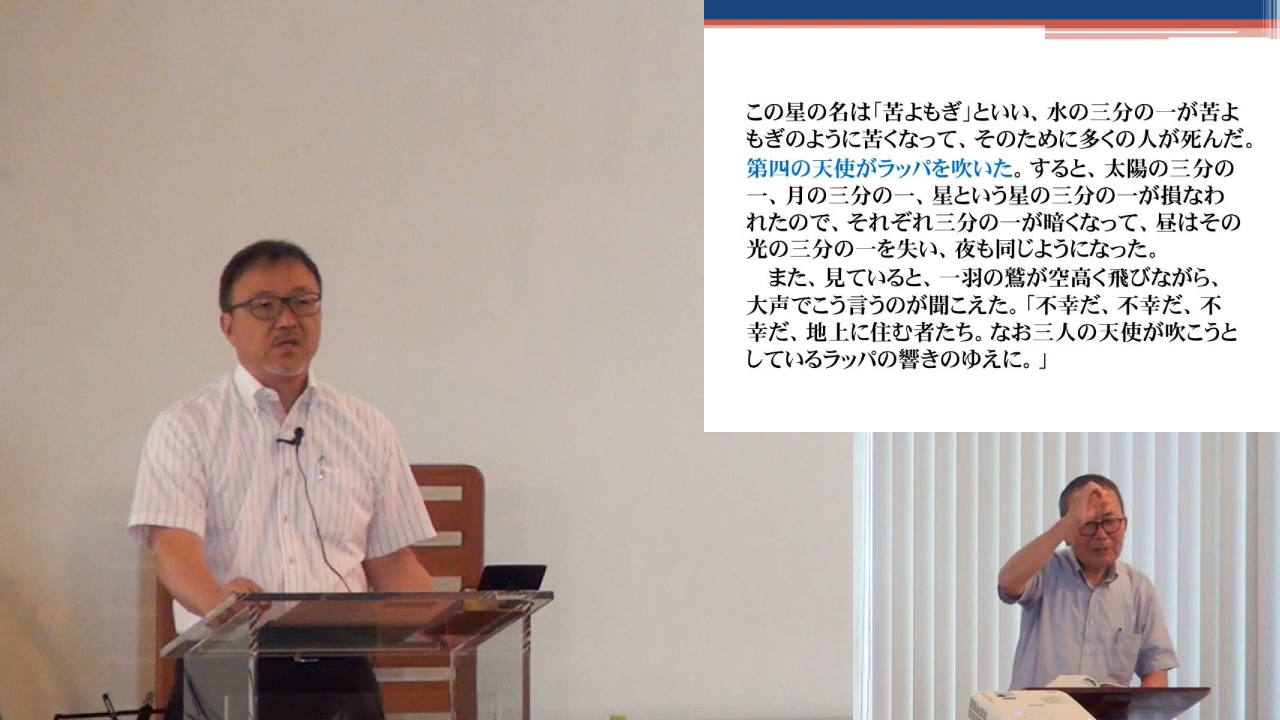 この星の名は「苦よもぎ」といい、水の三分の一が苦よ
もぎのように苦くなって、そのために多くの人が死んだ。
第四の天使がラッパを吹いた。すると、太陽の三分の
一、月の三分の一、星という星の三分の一が損なわ
れたので、それぞれ三分の一が暗くなって、昼はその
光の三分の一を失い、夜も同じようになった。
また、見ていると、一羽の鷲が空高く飛びながら、
大声でこう言うのが聞こえた。「不幸だ、不幸だ、不
幸だ、地上に住む者たち。なお三人の天使が吹こうと
しているラッパの響きのゆえに。」